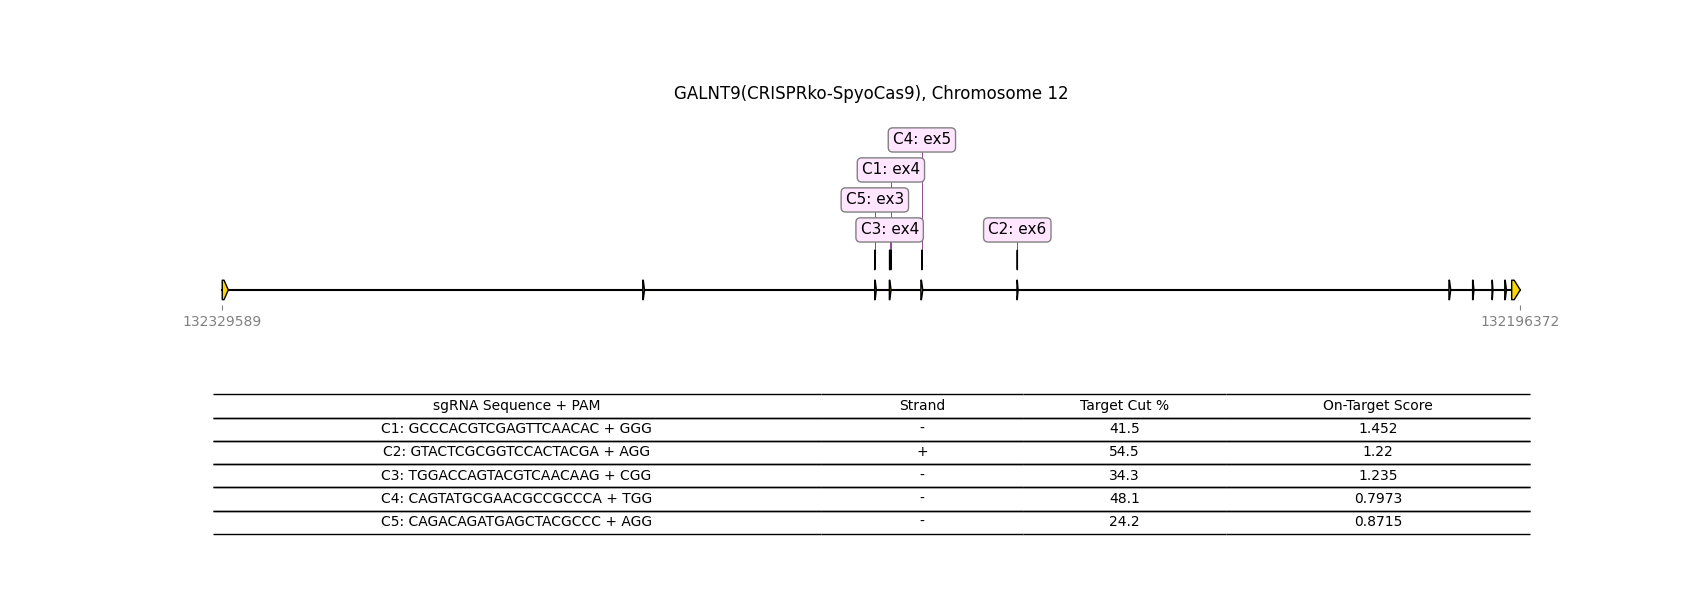 GALNT9(CRISPRko-SpyoCas9), Chromosome 12
C4: ex5
C1: ex4
C5: ex3
C3: ex4 C2: ex6
132329589 132196372
sgRNA Sequence + PAM Strand Target Cut % On-Target Score
C1: GCCCACGTCGAGTTCAACAC + GGG - 41.5 1.452
C2: GTACTCGCGGTCCACTACGA + AGG + 54.5 1.22
C3: TGGACCAGTACGTCAACAAG + CGG - 34.3 1.235
C4: CAGTATGCGAACGCCGCCCA + TGG - 48.1 0.7973
C5: CAGACAGATGAGCTACGCCC + AGG - 24.2 0.8715